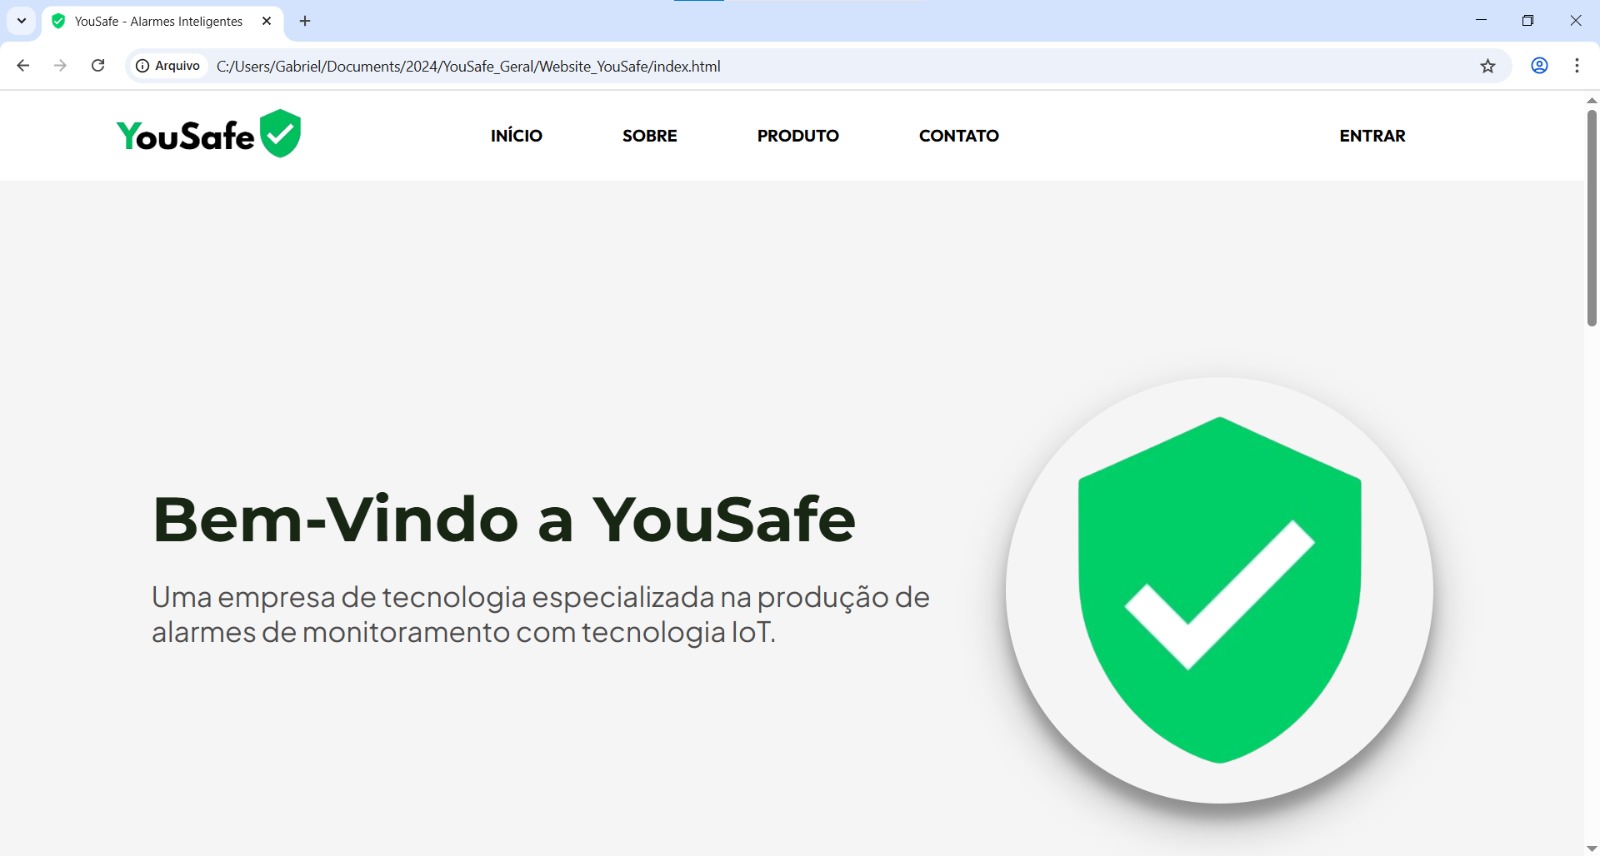 YouSafe - Alarmes Inteligentes
Arquivo
C:/Users/Gabriel/Documents/2024/YouSafe_Geral/Website_YouSafe/index.html
YouSafe
INÍCIO
SOBRE
PRODUTO
CONTATO
ENTRAR
Bem-Vindo a YouSafe
Uma empresa de tecnologia especializada na produção de
alarmes de monitoramento com tecnologia IoT.